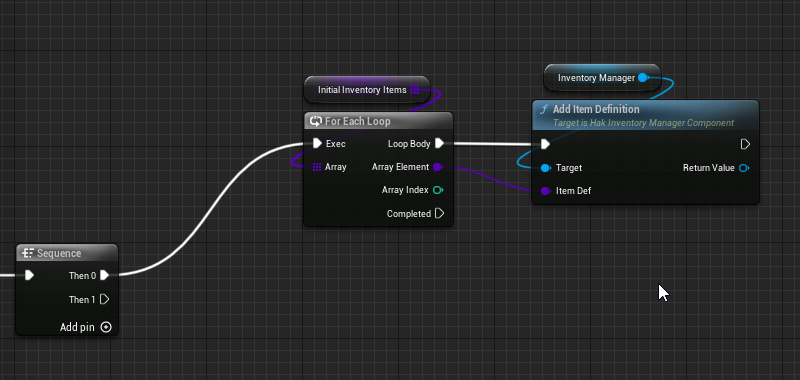 Inventory Manager
Initial Inventory Items
Add Item Definition
Target is Hak Inventory Manager Component
For Each Loop
Exec
Loop Body
Array
Array Element
Target
Return Value
Array Index
Item Def
Completed
Sequence
Then 0
Then 1
Add pin